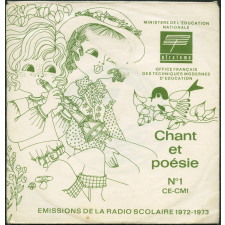 MINISTERE DE L'EDUCATION
NATIONALE
ofrateme
OFFICE FRANÇAIS
DES TECHNIQUES MODERNES
D'EDUCATION
Chant
et
poésie
N°1
CE-CM1
EMISSIONS DE LA RADIO SCOLAIRE 1972-1973